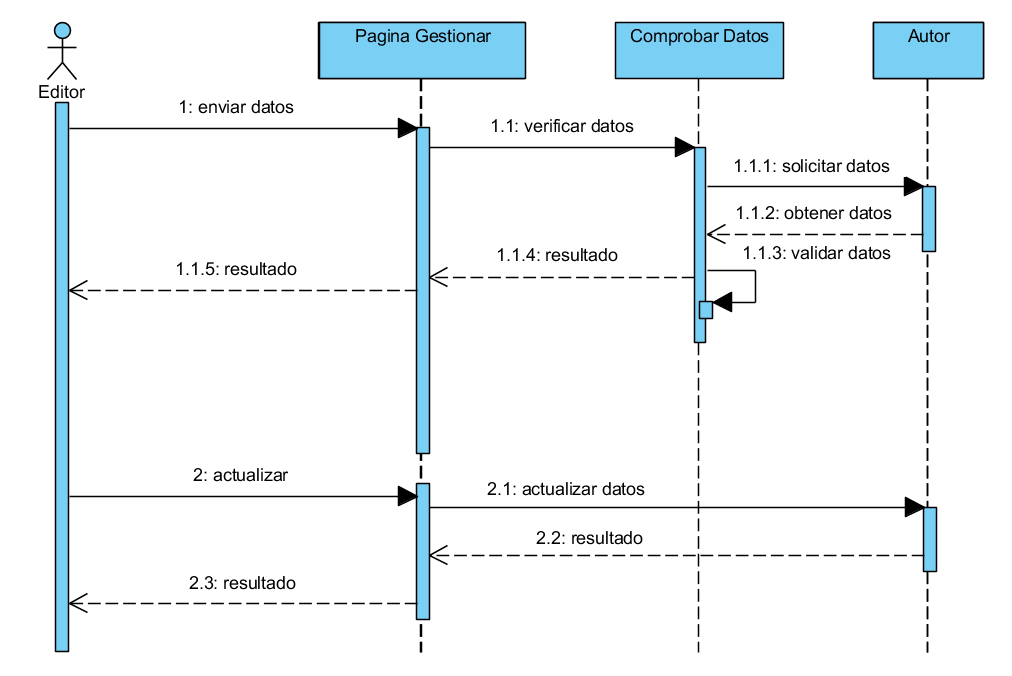 Pagina Gestionar
Comprobar Datos
Autor
Editor
1: enviar datos
1.1: verificar datos
1.1.1: solicitar datos
1.1.2: obtener datos
1.1.3: validar datos
1.1.4: resultado
1.1.5: resultado
2: actualizar
2.1: actualizar datos
2.2: resultado
2.3: resultado